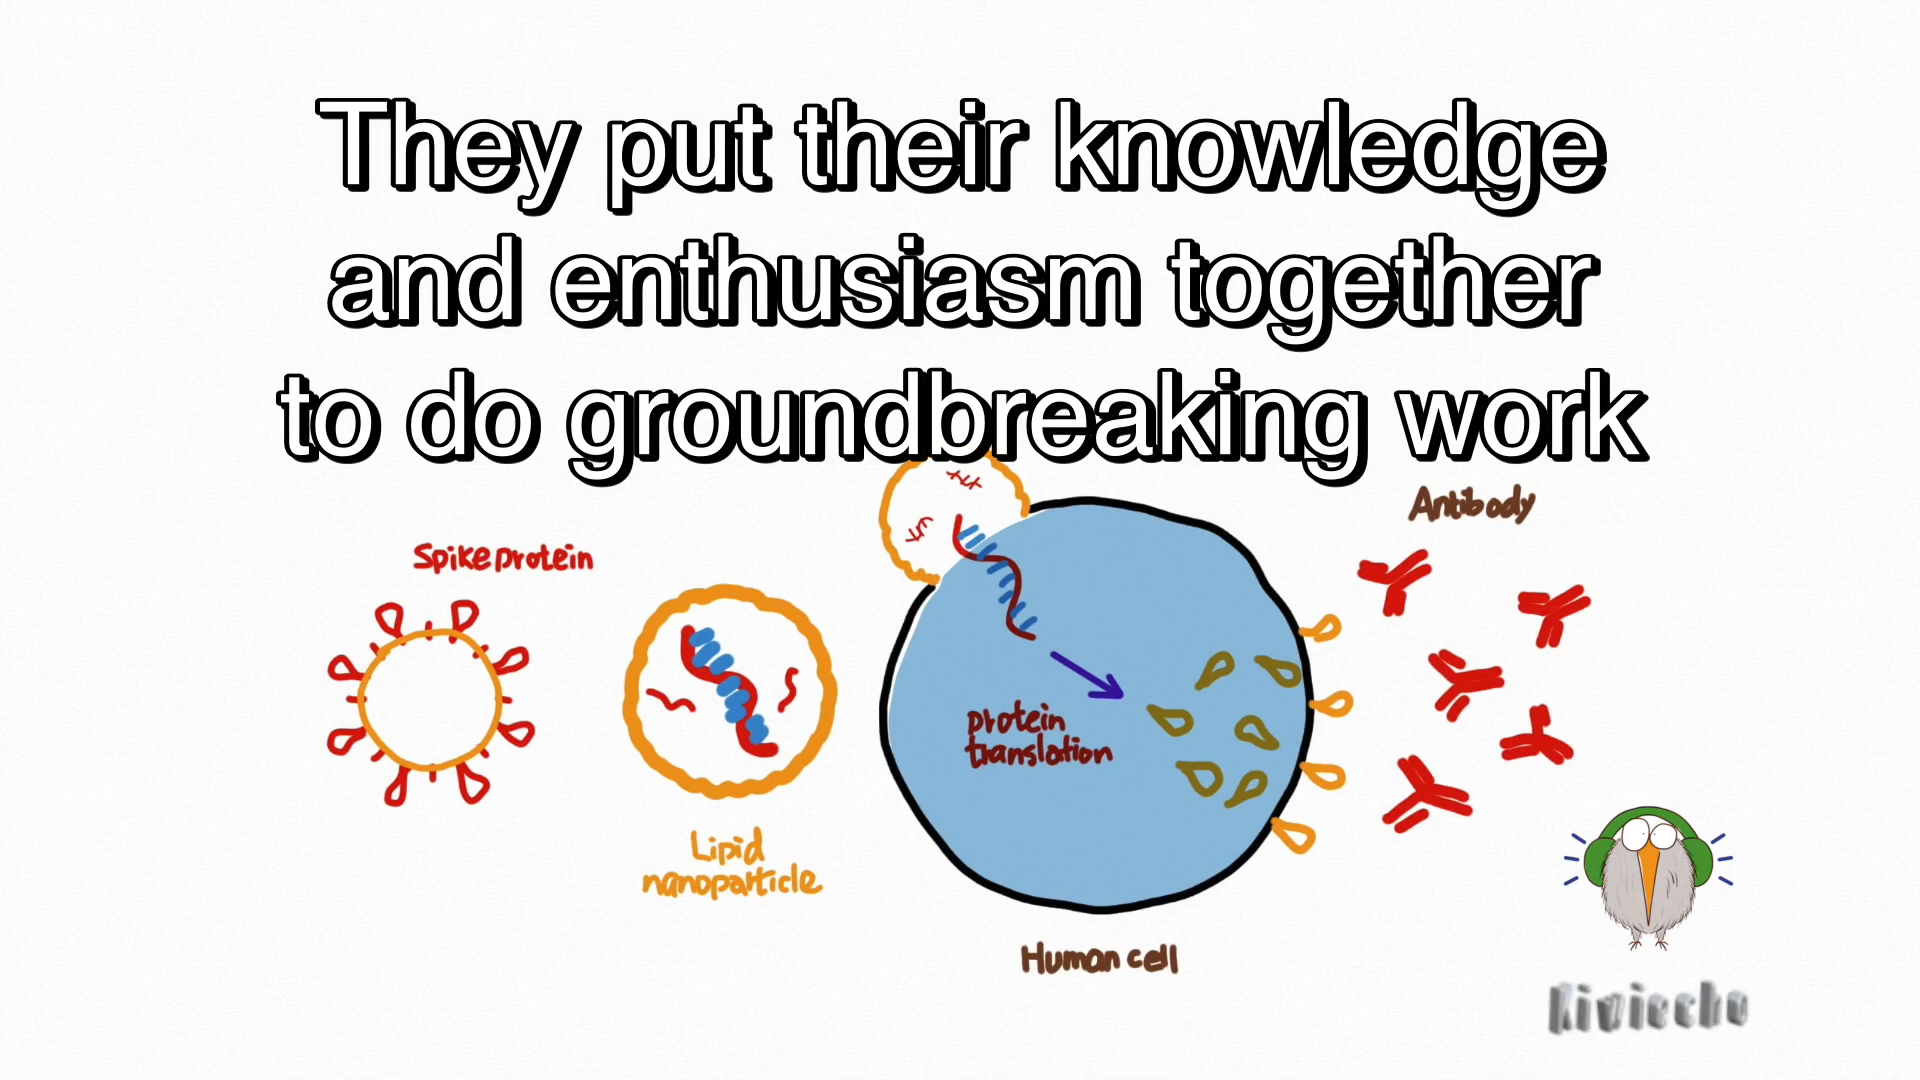 They put their knowledge
and enthusiasm together
to do groundbreaking work
Antibody
Spike protein
protein
translation
Lipid
nanoparticle
Human cell
Kiwiecho